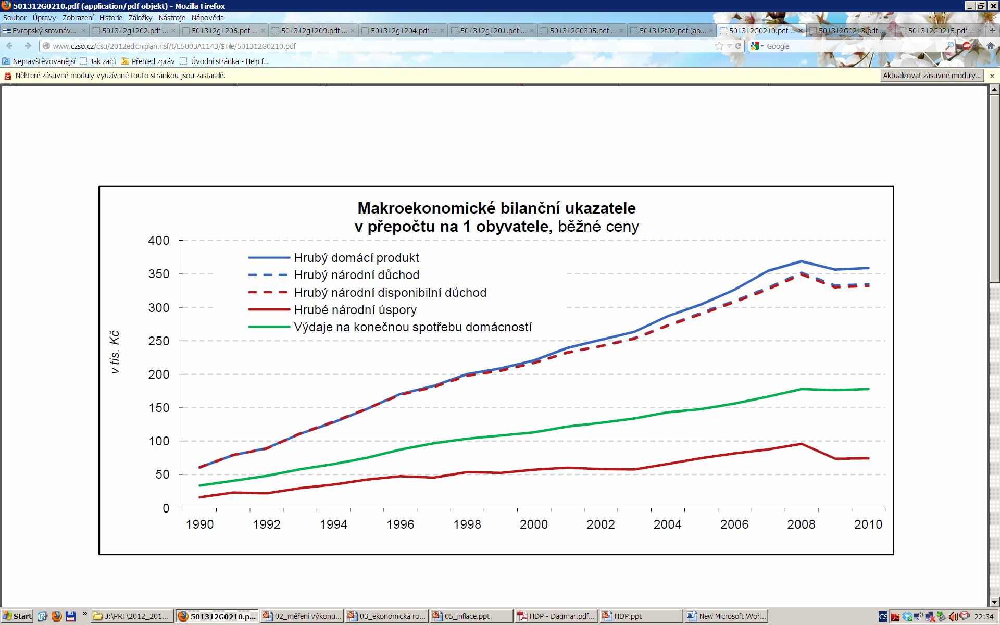 501312G0210.pdf (application/pdf objekt) - Mozilla Firefox
Soubor Úpravy Zobrazení Historie Záložky Nástroje Nápověda
Evropský srovnáv... 501312g1202.pdf ... 501312g1206.pdf ... 501312g1209.pdf ... 501312g1204.pdf ... 501312g1201.pdf ... 501312G0305.pdf ... 501312t02.pdf (ap... 501312G0210.pdf ... 501312G0213.pdf ... 501312G0215.pdf ...
www.czso.cz/csu/2012edicniplan.nsf/t/E5003A1143/$File/501312G0210.pdf
Google
ABP
Nejnavštěvovanější Jak začít Přehled zpráv Úvodní stránka - Help f...
Některé zásuvné moduly využívané touto stránkou jsou zastaralé.
Aktualizovat zásuvné moduly...
Makroekonomické bilanční ukazatele
v přepočtu na 1 obyvatele, běžné ceny
Hrubý domácí produkt
Hrubý národní důchod
Hrubý národní disponibilní důchod
Hrubé národní úspory
Výdaje na konečnou spotřebu domácností
v tis. Kč
400
350
300
250
200
150
100
50
0
1990 1992 1994 1996 1998 2000 2002 2004 2006 2008 2010
Start » J:\PRF\2012_201... 501312G0210.p... 02_měření výkonu... 03_ekonomická ro... 05_inflace.ppt HDP - Dagmar.pdf... HDP.ppt New Microsoft Wor... CS 22:34